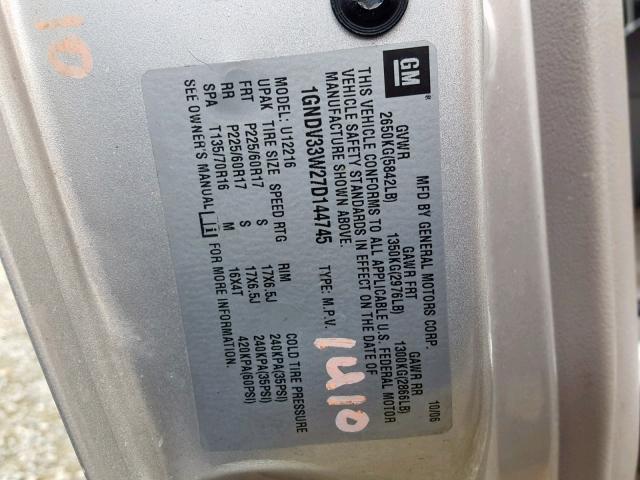 GM ®
MFD BY GENERAL MOTORS CORP. 10/06
GVWR GAWR FRT GAWR RR
2650KG(5842LB) 1350KG(2976LB) 1300KG(2866LB)
THIS VEHICLE CONFORMS TO ALL APPLICABLE U.S. FEDERAL MOTOR
VEHICLE SAFETY STANDARDS IN EFFECT ON THE DATE OF
MANUFACTURE SHOWN ABOVE.
1GNDV33W27D144745 TYPE: M.P.V.
MODEL: U12216
UPAK TIRE SIZE SPEED RTG RIM COLD TIRE PRESSURE
FRT P225/60R17 S 17X6.5J 240KPA(35PSI)
RR P225/60R17 S 17X6.5J 240KPA(35PSI)
SPA T135/70R16 M 16X4T 420KPA(60PSI)
SEE OWNER'S MANUAL FOR MORE INFORMATION.
1410
10